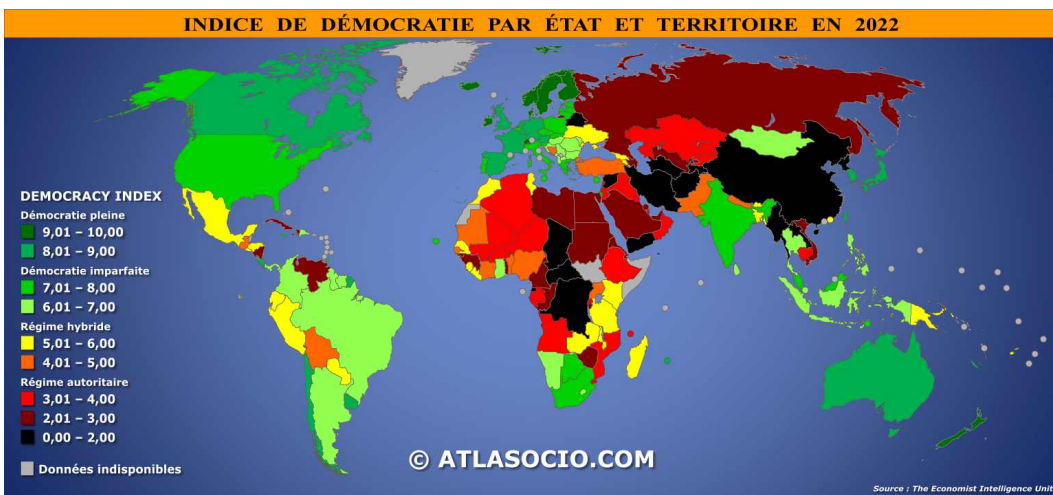 INDICE DE DÉMOCRATIE PAR ÉTAT ET TERRITOIRE EN 2022
DEMOCRACY INDEX
Démocratie pleine
9,01 – 10,00
8,01 – 9,00
Démocratie imparfaite
7,01 – 8,00
6,01 – 7,00
Régime hybride
5,01 – 6,00
4,01 – 5,00
Régime autoritaire
3,01 – 4,00
2,01 – 3,00
0,00 – 2,00
Données indisponibles
© ATLASOCIO.COM
Source : The Economist Intelligence Unit